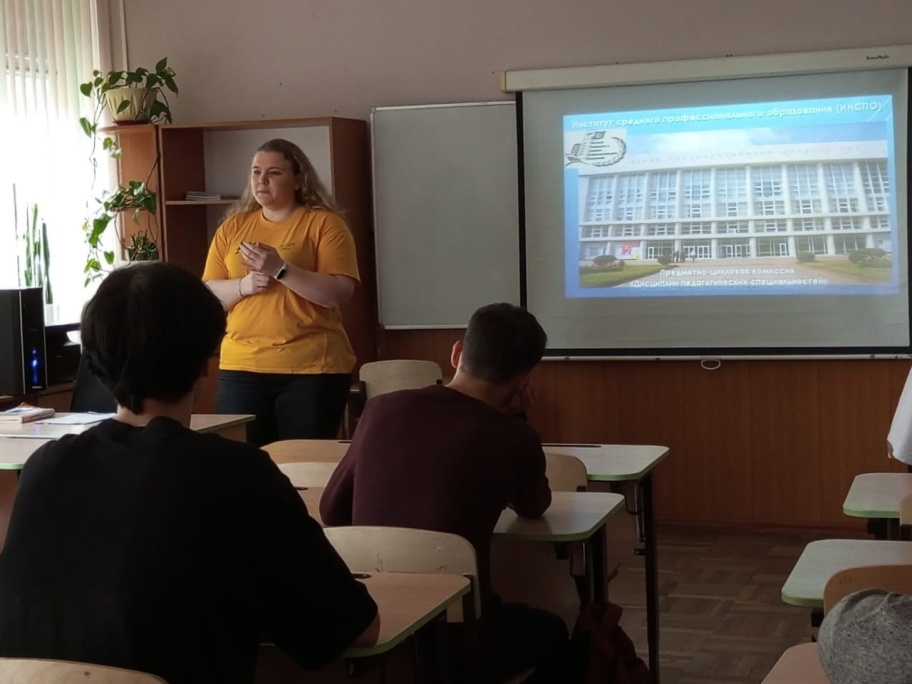 Институт среднего профессионального образования (ИНСПО)
Предметно-цикловая комиссия
«Дисциплин педагогических специальностей»